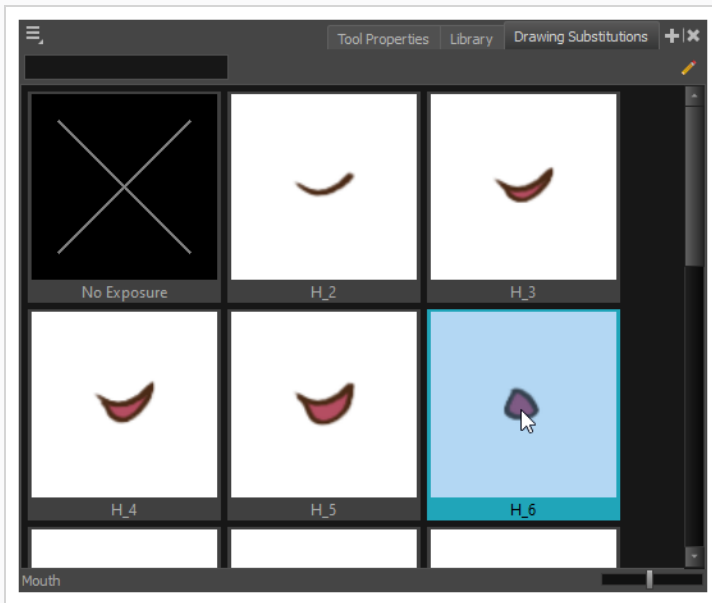 Tool Properties Library Drawing Substitutions
No Exposure H_2 H_3
H_4 H_5 H_6
Mouth